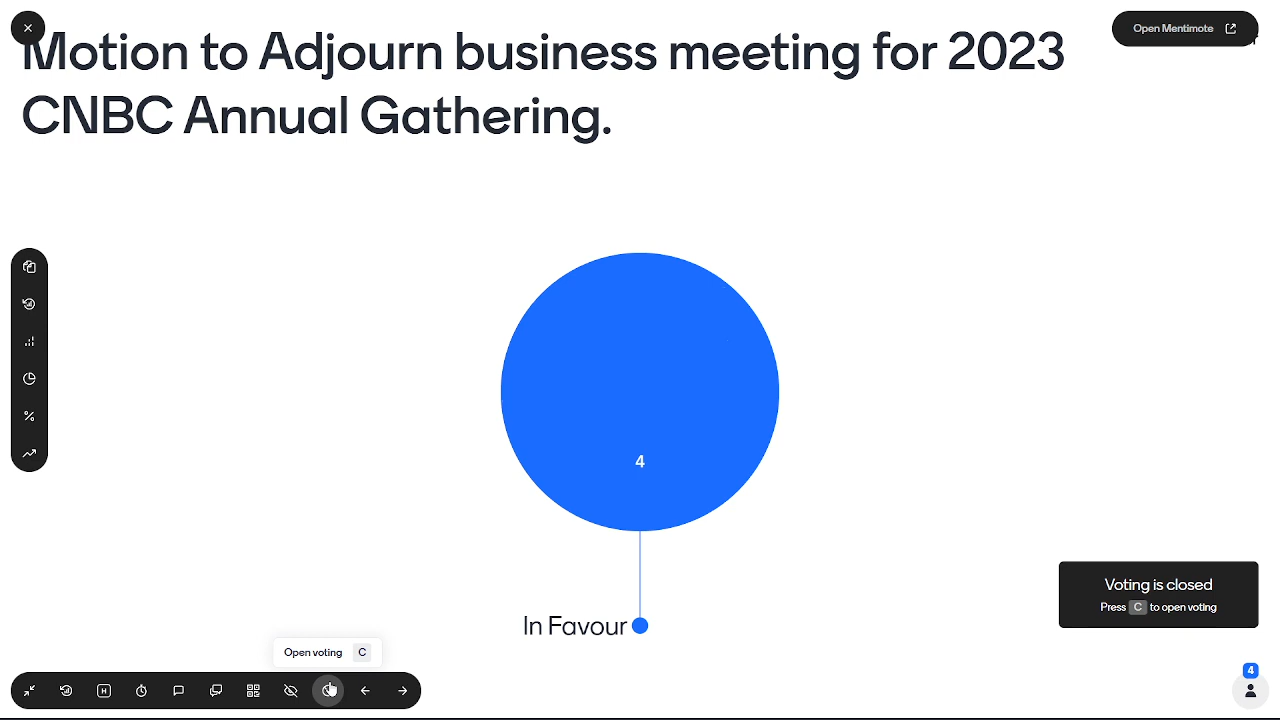 Motion to Adjourn business meeting for 2023
CNBC Annual Gathering.
Open Mentimote
4
In Favour
Voting is closed
Press C to open voting
Open voting C
H
4